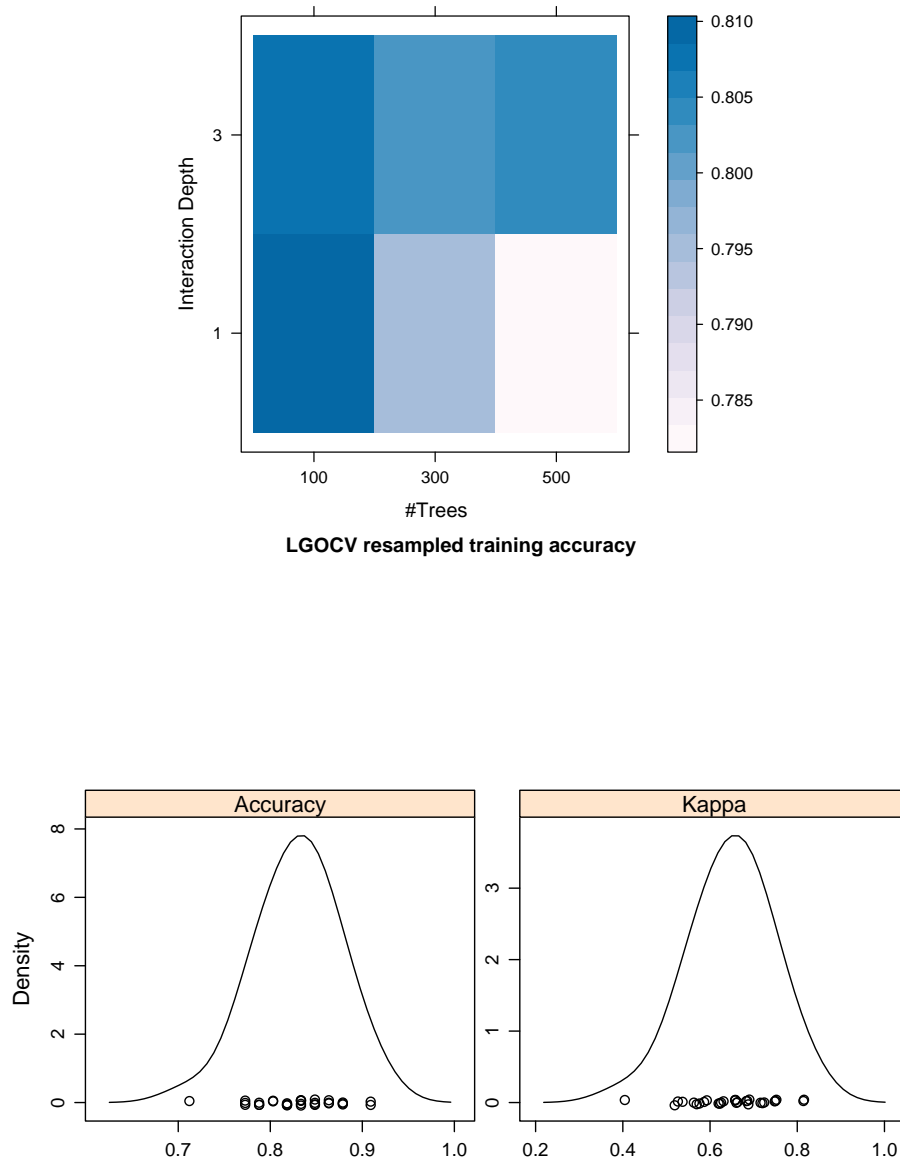 0.810
0.805
0.800
0.795
0.790
0.785
3
1
Interaction Depth
100 300 500
#Trees
LGOCV resampled training accuracy
Accuracy Kappa
8
6
4
2
0
Density
3
2
1
0
0.7 0.8 0.9 1.0 0.2 0.4 0.6 0.8 1.0